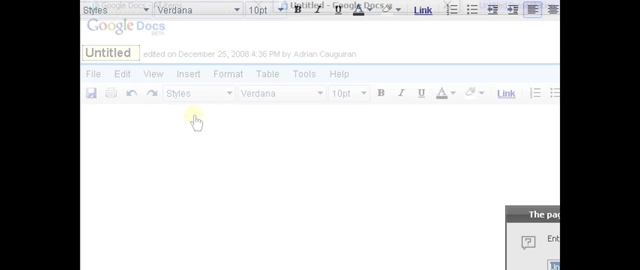 Untitled - Google Docs
Styles Verdana 10pt B I U A Link
Google Docs
BETA
Untitled edited on December 25, 2008 4:36 PM by Adrian Cauguiran
File Edit View Insert Format Table Tools Help
Styles Verdana 10pt B I U A Link
The pag
Ent